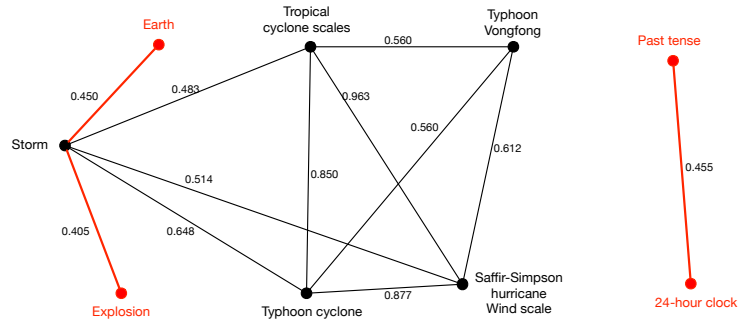 Earth
Tropical
cyclone scales
Typhoon
Vongfong
Past tense
0.560
0.450
0.483
0.963
0.560
0.612
0.455
Storm
0.514
0.850
0.405
0.648
0.877
Explosion
Typhoon cyclone
Saffir-Simpson
hurricane
Wind scale
24-hour clock